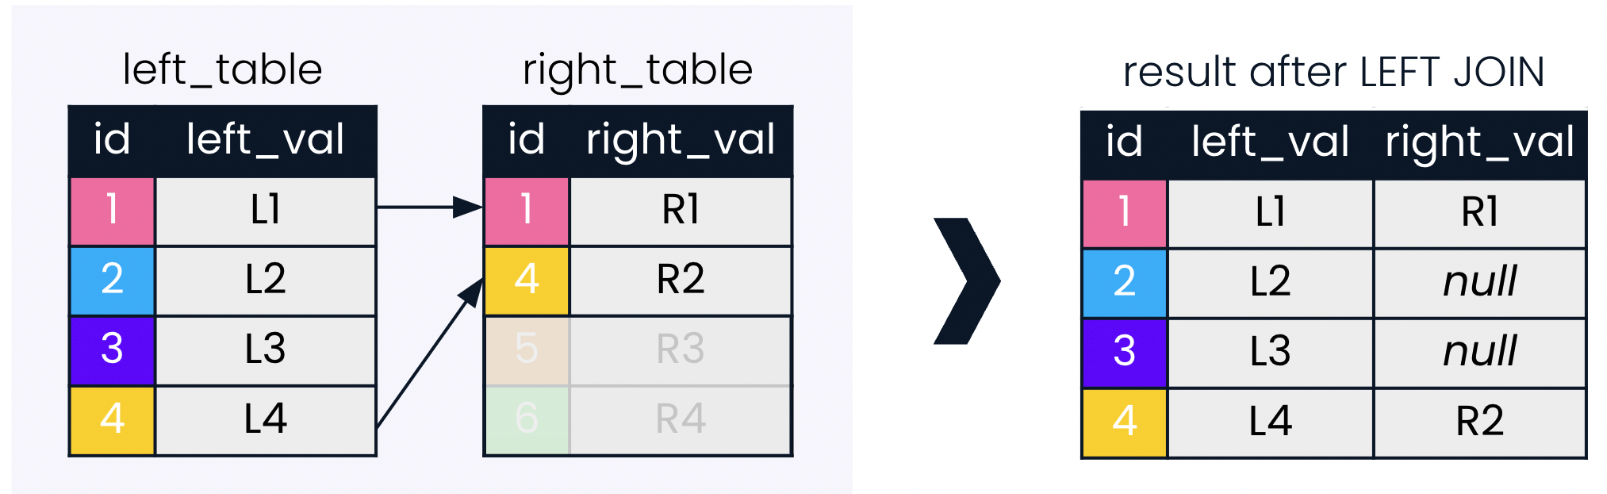 left_table
id left_val
1 L1
2 L2
3 L3
4 L4
right_table
id right_val
1 R1
4 R2
5 R3
6 R4
result after LEFT JOIN
id left_val right_val
1 L1 R1
2 L2 null
3 L3 null
4 L4 R2